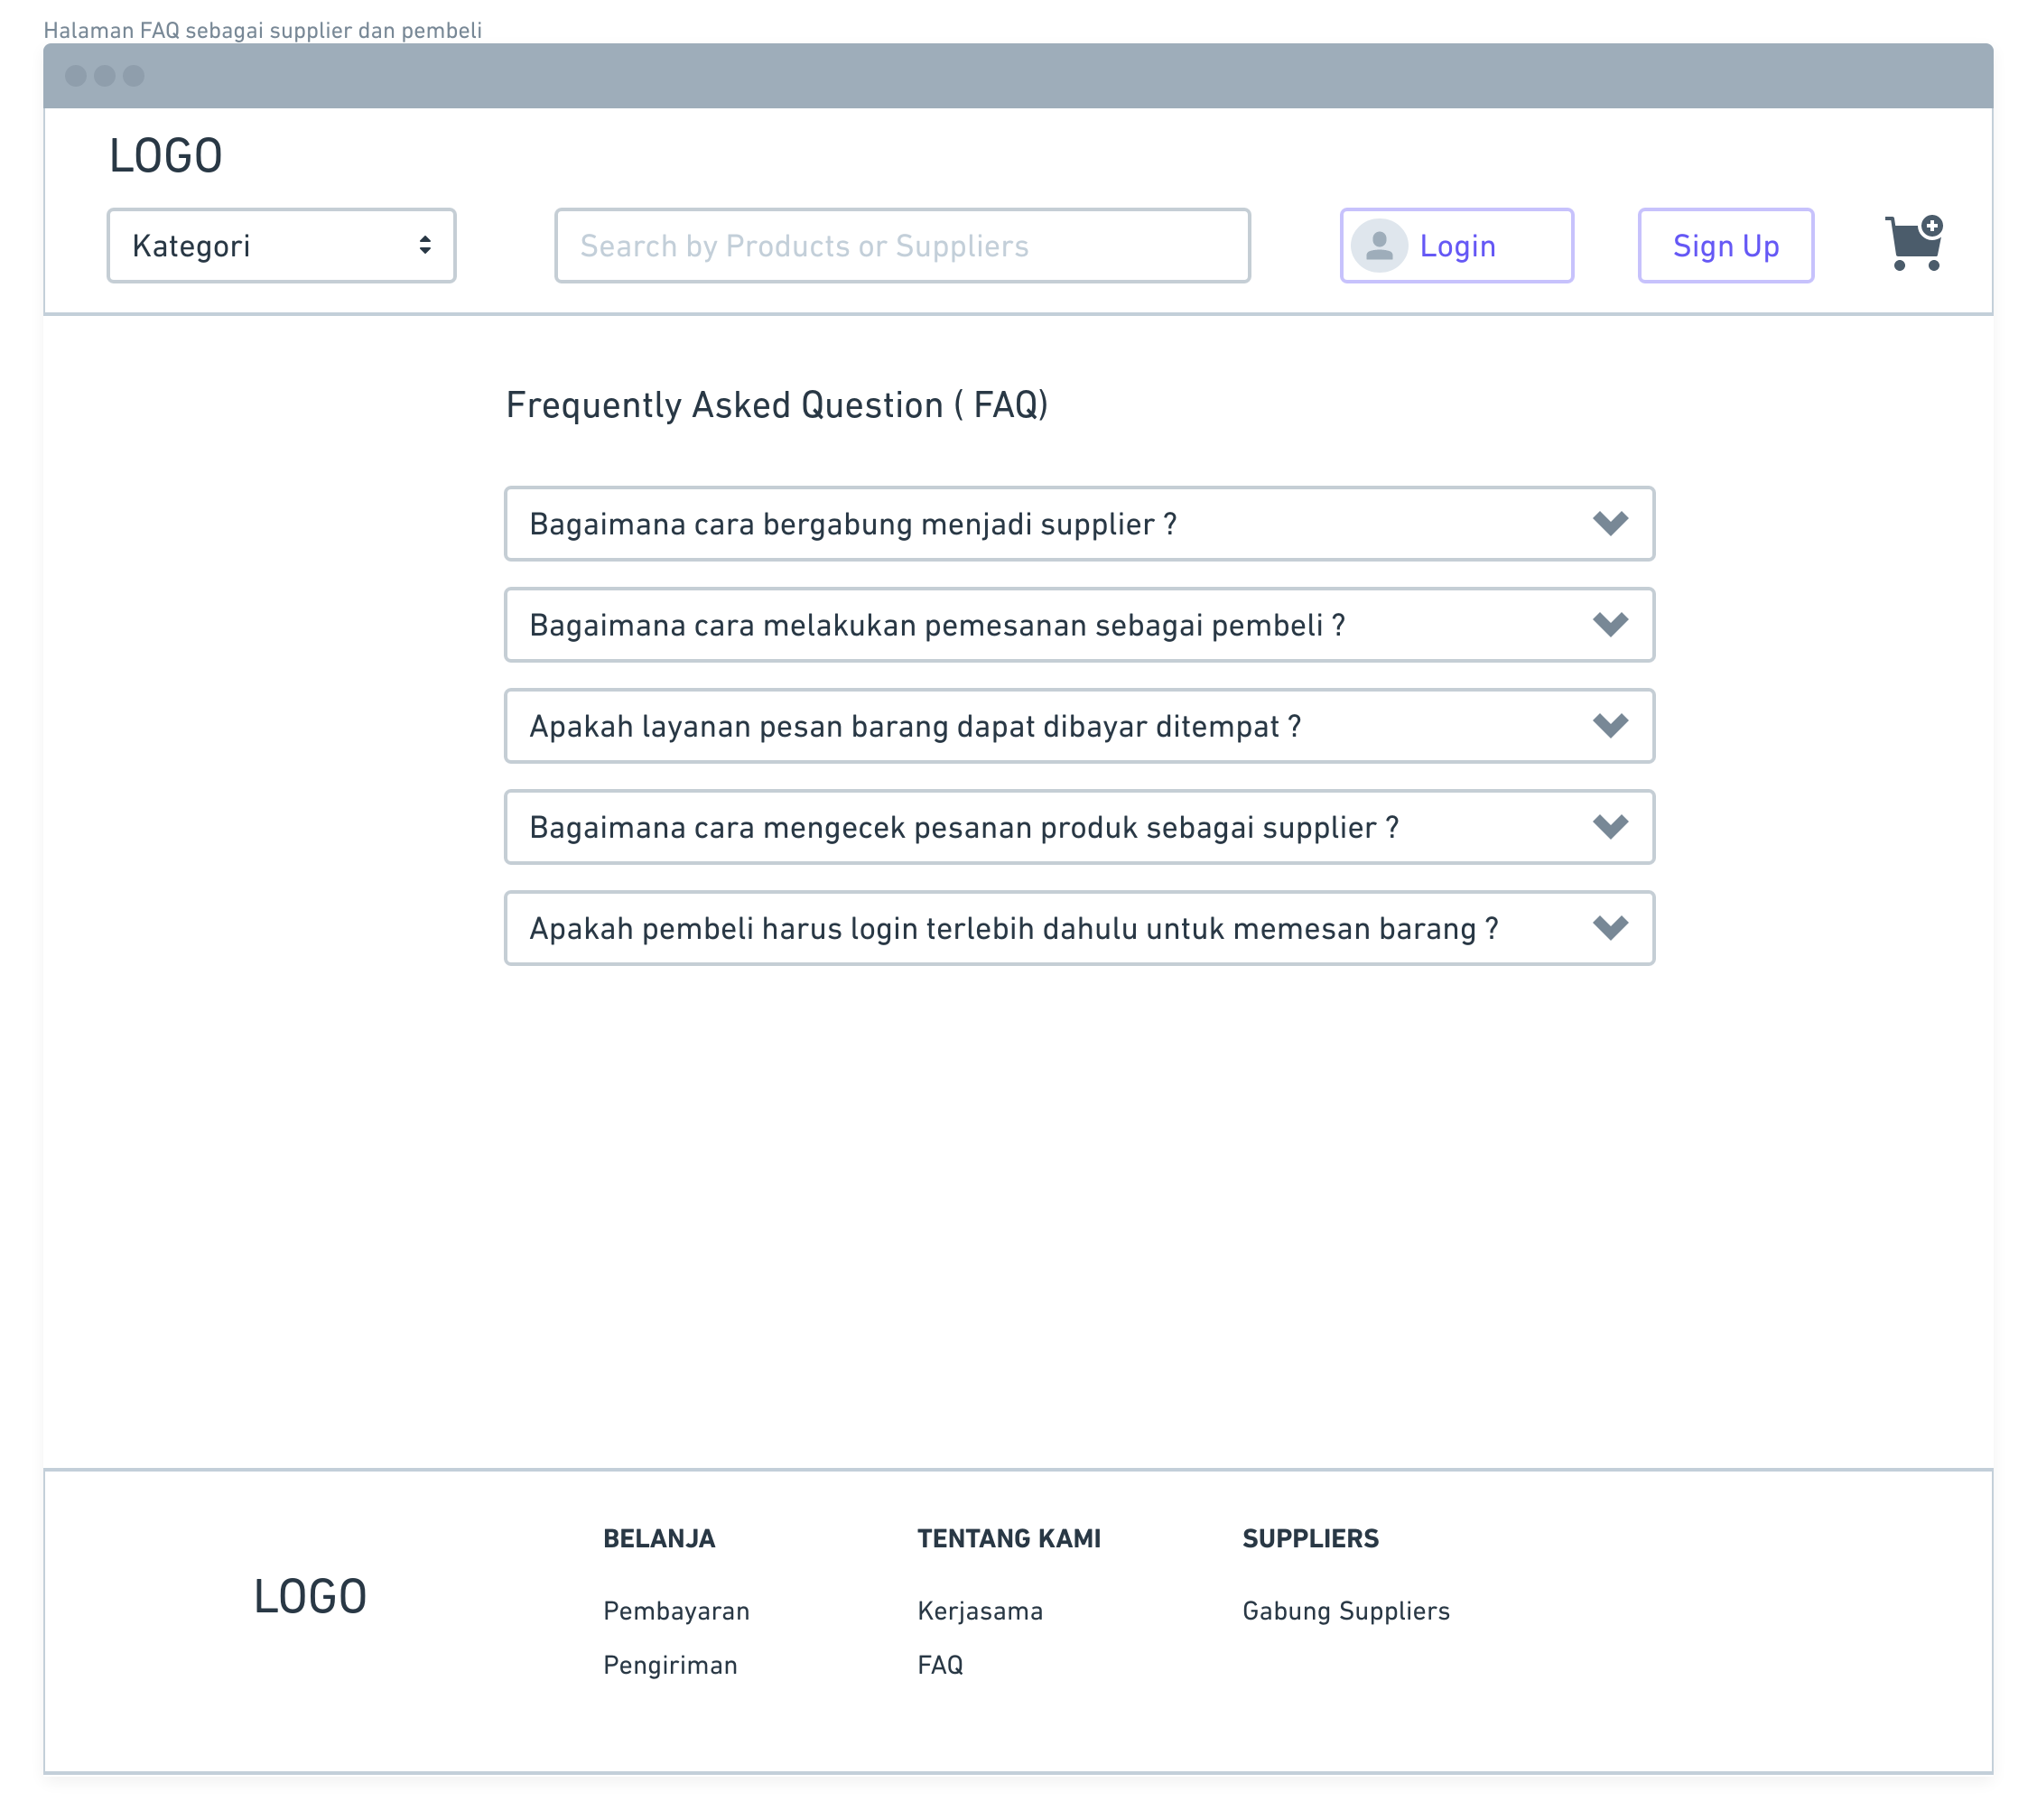 Halaman FAQ sebagai supplier dan pembeli
LOGO
Kategori
Search by Products or Suppliers
Login
Sign Up
Frequently Asked Question ( FAQ)
Bagaimana cara bergabung menjadi supplier ?
Bagaimana cara melakukan pemesanan sebagai pembeli ?
Apakah layanan pesan barang dapat dibayar ditempat ?
Bagaimana cara mengecek pesanan produk sebagai supplier ?
Apakah pembeli harus login terlebih dahulu untuk memesan barang ?
LOGO
BELANJA
Pembayaran
Pengiriman
TENTANG KAMI
Kerjasama
FAQ
SUPPLIERS
Gabung Suppliers